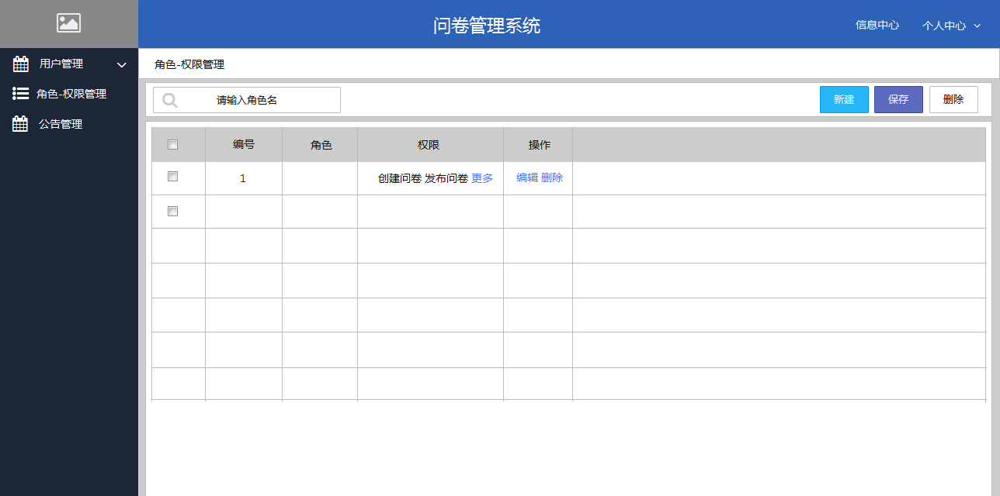 问卷管理系统
信息中心 个人中心
用户管理
角色-权限管理
公告管理
角色-权限管理
请输入角色名 新建 保存 删除
编号 角色 权限 操作
1 创建问卷 发布问卷 更多 编辑 删除